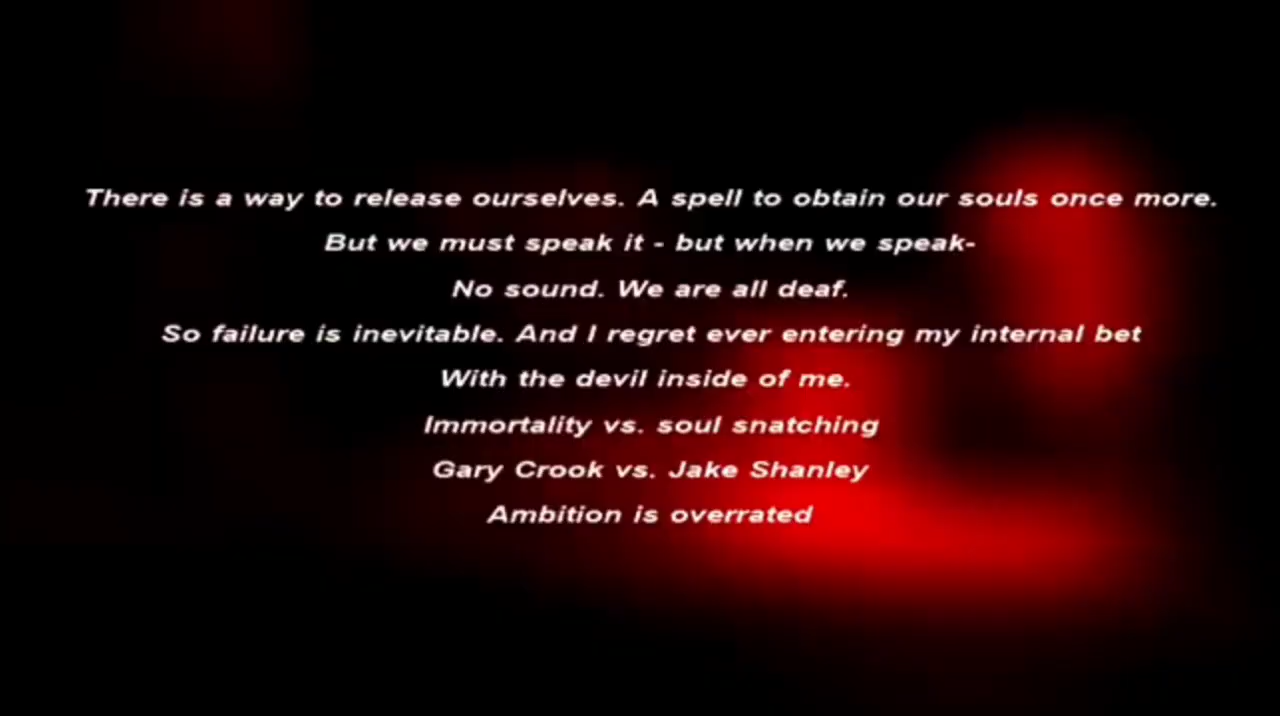 There is a way to release ourselves. A spell to obtain our souls once more.
But we must speak it - but when we speak-
No sound. We are all deaf.
So failure is inevitable. And I regret ever entering my internal bet
With the devil inside of me.
Immortality vs. soul snatching
Gary Crook vs. Jake Shanley
Ambition is overrated